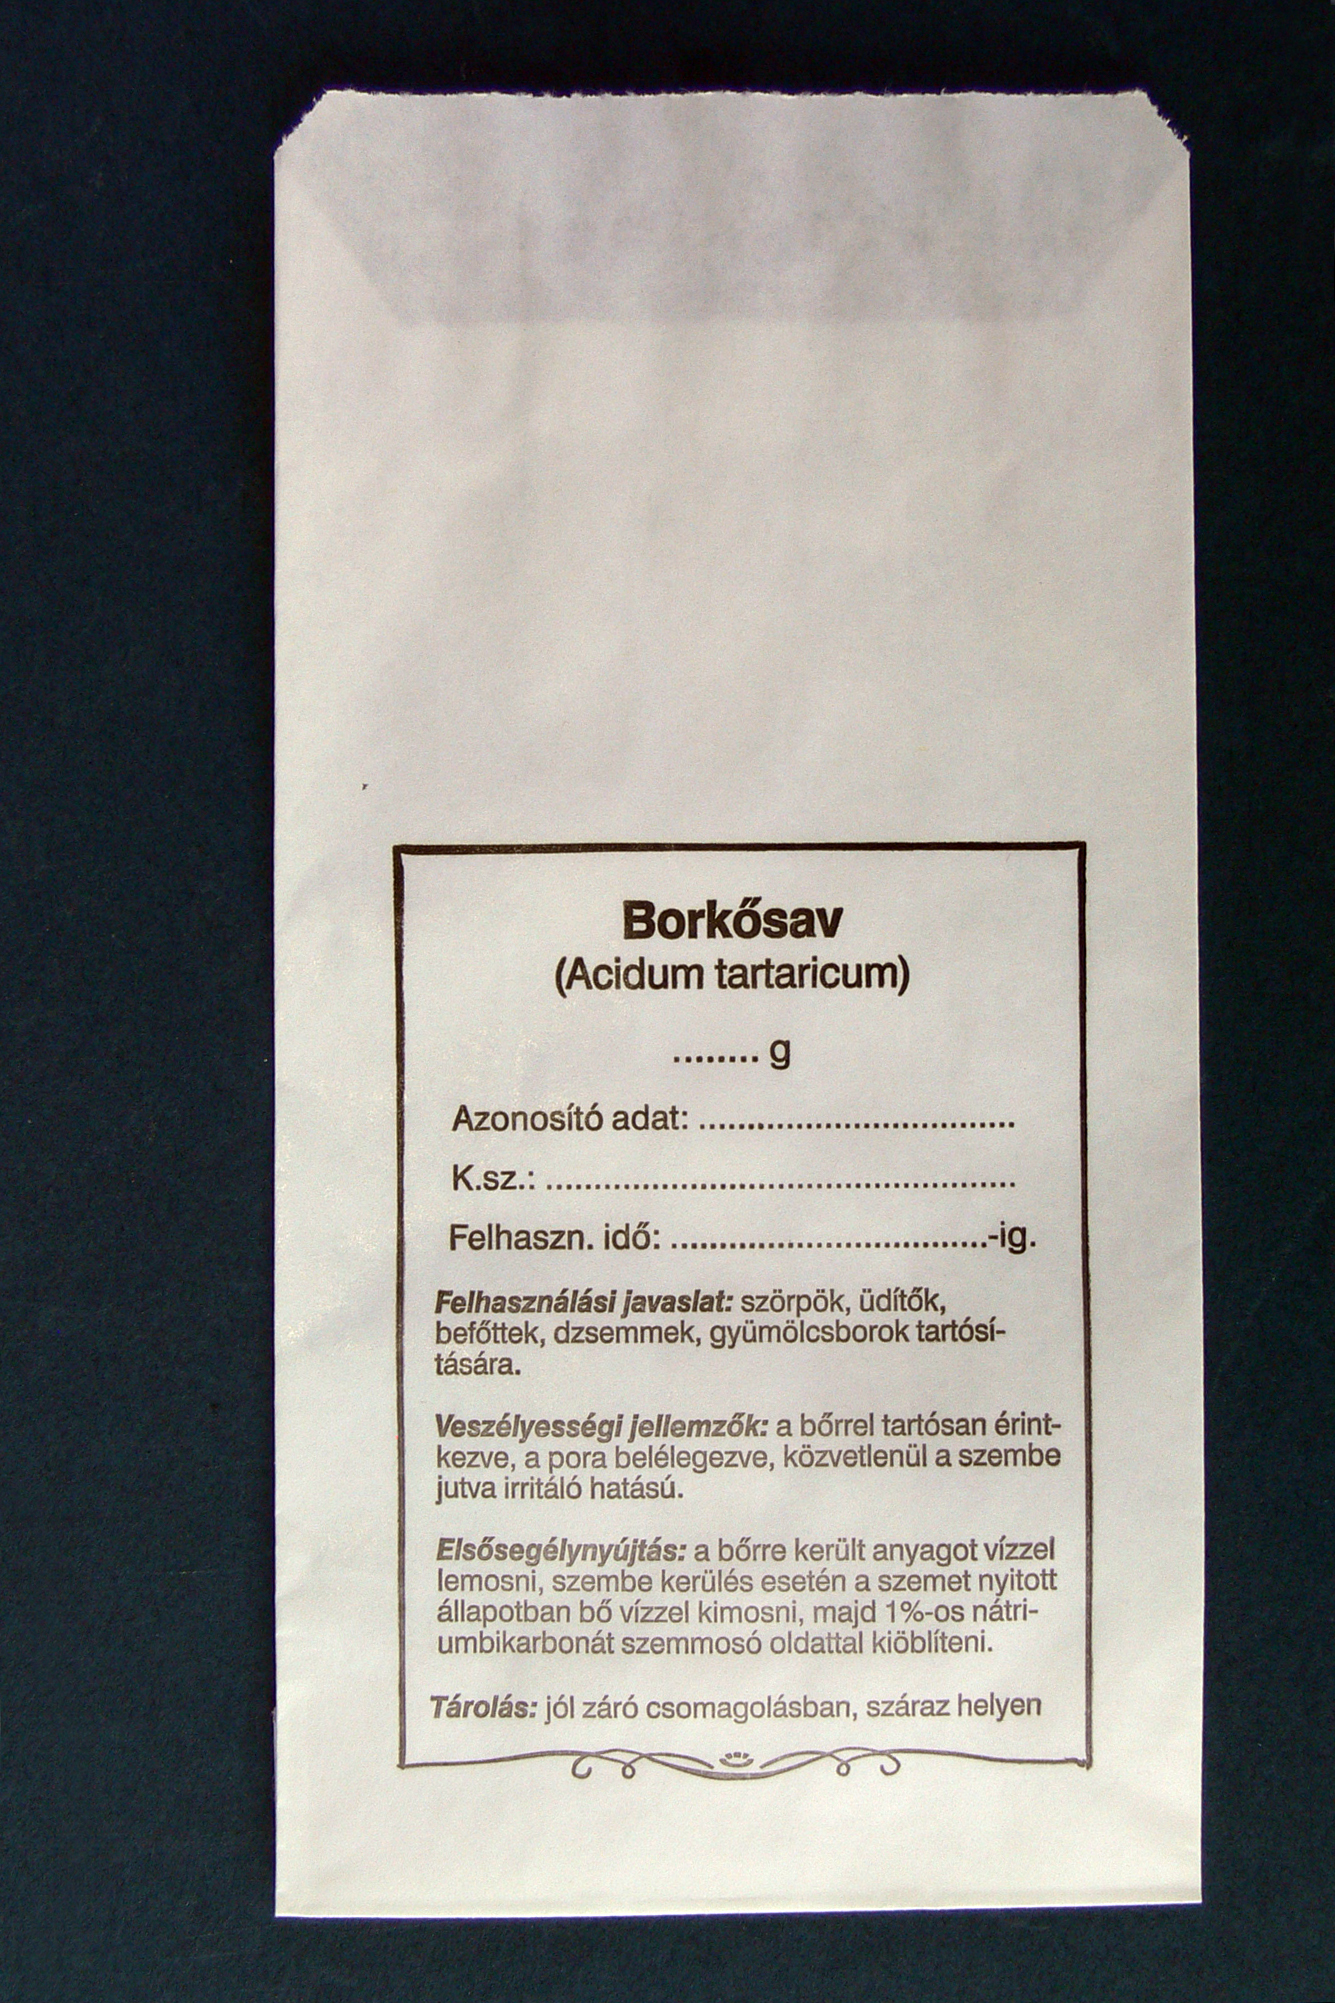 Borkősav
(Acidum tartaricum)
........ g
Azonosító adat: .................................
K.sz.: .................................................
Felhaszn. idő: .................................-ig.
Felhasználási javaslat: szörpök, üdítők,
befőttek, dzsemmek, gyümölcsborok tartósí-
tására.
Veszélyességi jellemzők: a bőrrel tartósan érint-
kezve, a pora belélegezve, közvetlenül a szembe
jutva irritáló hatású.
Elsősegélynyújtás: a bőrre került anyagot vízzel
lemosni, szembe kerülés esetén a szemet nyitott
állapotban bő vízzel kimosni, majd 1%-os nátri-
umbikarbonát szemmosó oldattal kiöblíteni.
Tárolás: jól záró csomagolásban, száraz helyen